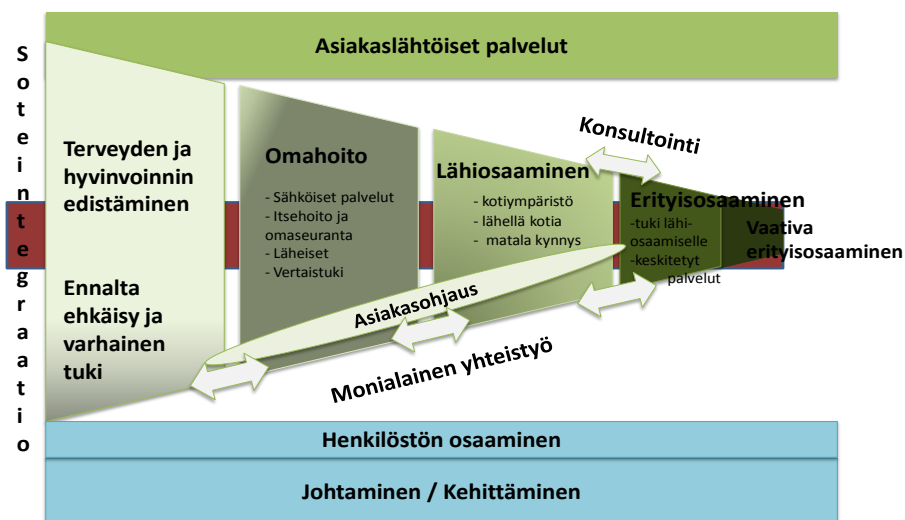 Asiakaslähtöiset palvelut
Soteintegraatio
Terveyden ja
hyvinvoinnin
edistäminen
Ennalta
ehkäisy ja
varhainen
tuki
Omahoito
- Sähköiset palvelut
- Itsehoito ja
omaseuranta
- Läheiset
- Vertaistuki
Lähiosaaminen
- kotiympäristö
- lähellä kotia
- matala kynnys
Konsultointi
Erityisosaaminen
-tuki lähi-
osaamiselle
-keskitetyt
palvelut
Vaativa
erityisosaaminen
Asiakasohjaus
Monialainen yhteistyö
Henkilöstön osaaminen
Johtaminen / Kehittäminen